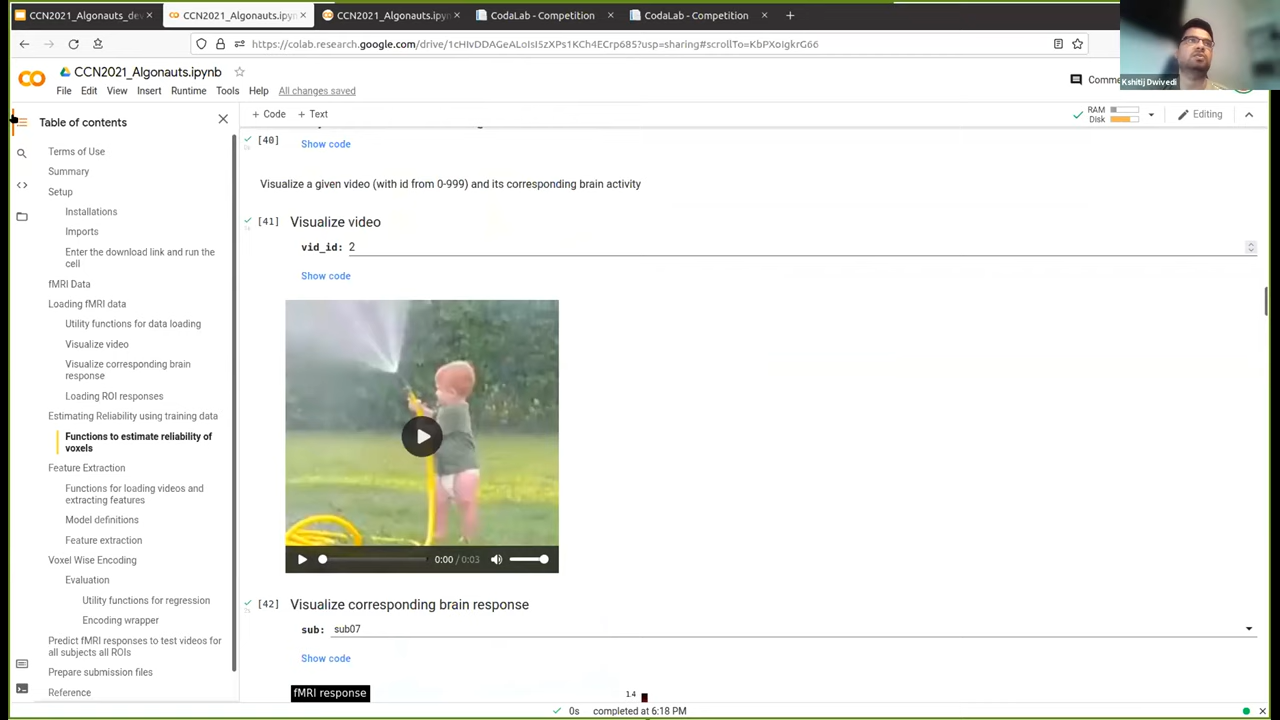 CCN2021_Algonauts_de
CCN2021_Algonauts.ipyn
CCN2021_Algonauts.ipyn
CodaLab - Competition
CodaLab - Competition
https://colab.research.google.com/drive/1cHIvDDAGeALoIsI5zXPs1KCh4ECrp685?usp=sharing#scrollTo=KbPXoIgkrG66
Kshitij Dwivedi
CCN2021_Algonauts.ipynb
File Edit View Insert Runtime Tools Help All changes saved
Comme
+ Code + Text
RAM
Disk
Editing
Table of contents
Terms of Use
Summary
Setup
Installations
Imports
Enter the download link and run the
cell
fMRI Data
Loading fMRI data
Utility functions for data loading
Visualize video
Visualize corresponding brain
response
Loading ROI responses
Estimating Reliability using training data
Functions to estimate reliability of
voxels
Feature Extraction
Functions for loading videos and
extracting features
Model definitions
Feature extraction
Voxel Wise Encoding
Evaluation
Utility functions for regression
Encoding wrapper
Predict fMRI responses to test videos for
all subjects all ROIs
Prepare submission files
Reference
[40]
Show code
Visualize a given video (with id from 0-999) and its corresponding brain activity
[41] Visualize video
vid_id: 2
Show code
0:00 / 0:03
[42] Visualize corresponding brain response
sub: sub07
Show code
fMRI response
1.4
0s completed at 6:18 PM